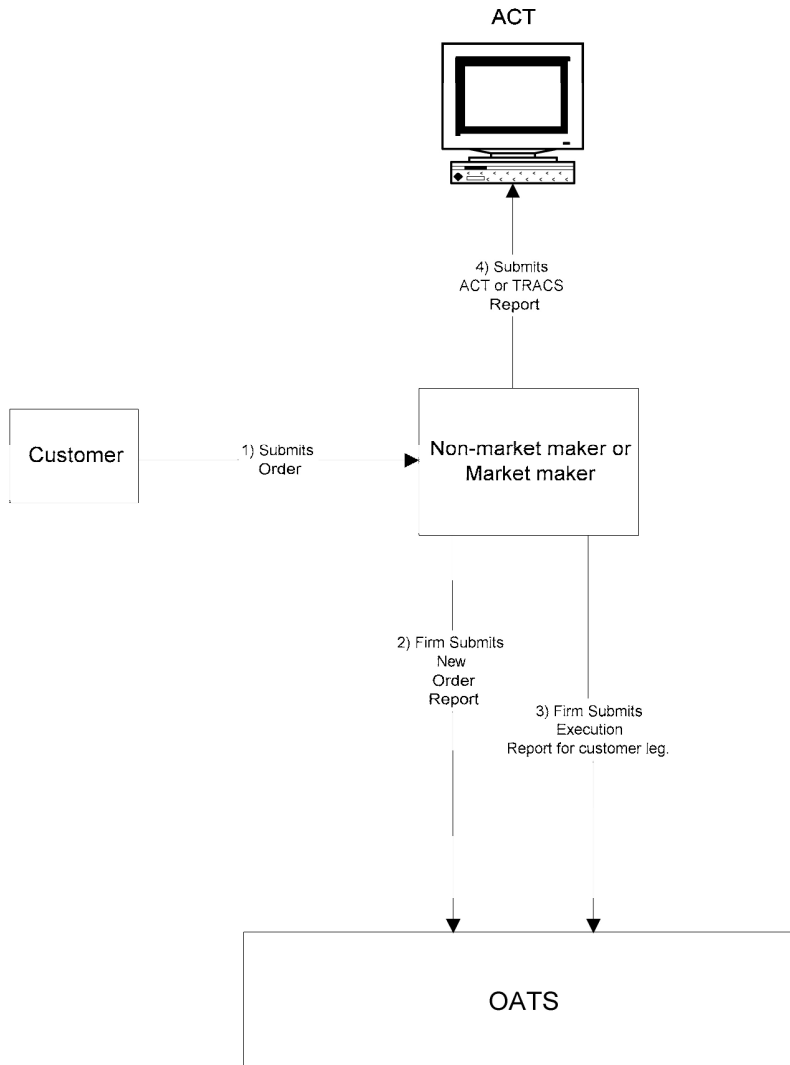 ACT
4) Submits
ACT or TRACS
Report
Customer
1) Submits
Order
Non-market maker or
Market maker
2) Firm Submits
New
Order
Report
3) Firm Submits
Execution
Report for customer leg.
OATS